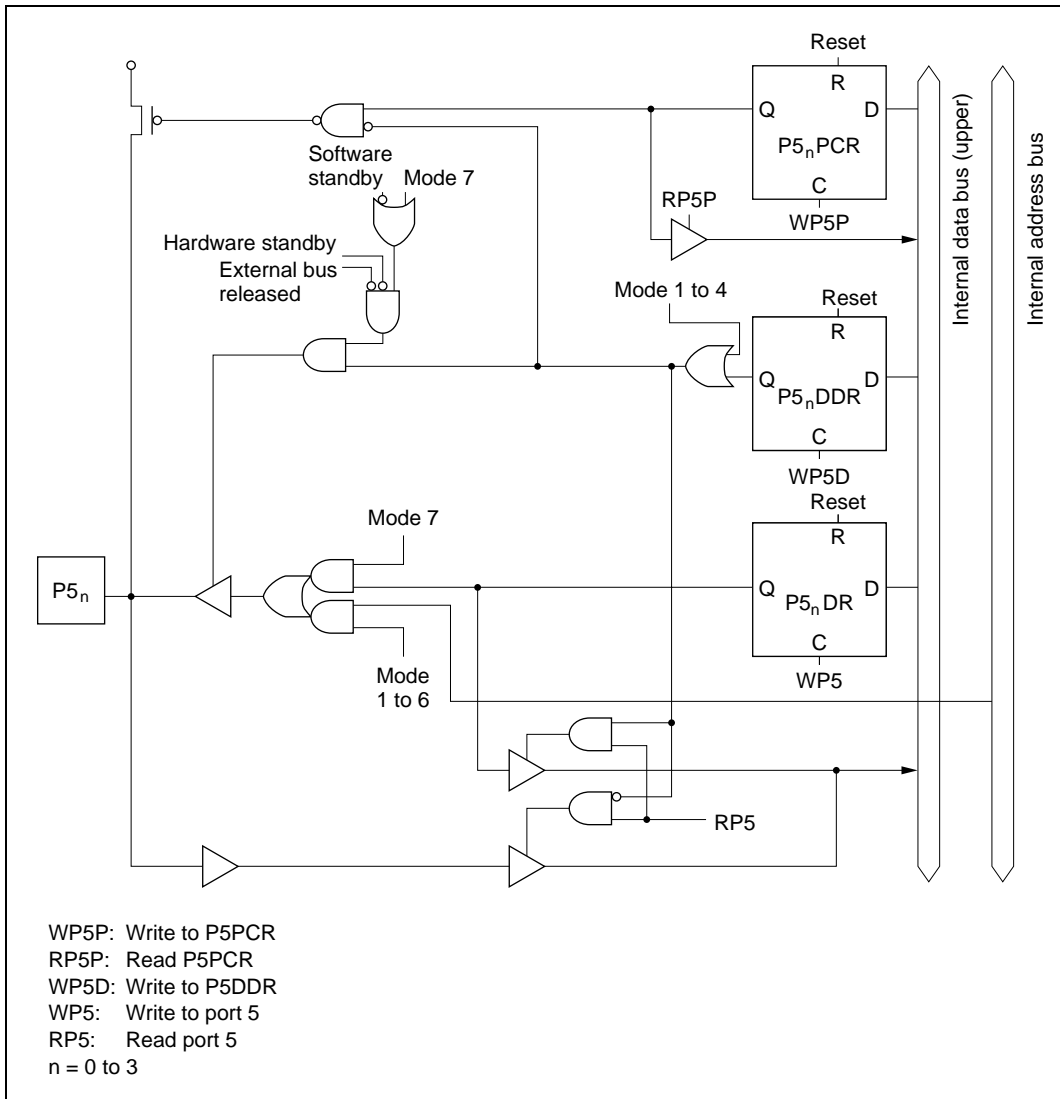 Reset
R
Q
D
P5nPCR
C
WP5P
Software
standby
Mode 7
RP5P
Hardware standby
External bus
released
Mode 1 to 4
Reset
R
Q
D
P5nDDR
C
WP5D
Internal data bus (upper)
Internal address bus
Reset
R
Mode 7
P5n
Q
D
P5nDR
C
WP5
Mode
1 to 6
RP5
WP5P: Write to P5PCR
RP5P: Read P5PCR
WP5D: Write to P5DDR
WP5: Write to port 5
RP5: Read port 5
n = 0 to 3